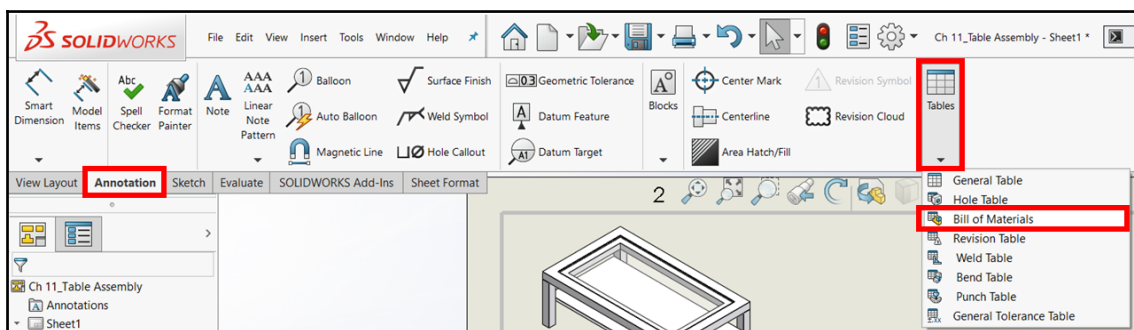 SOLIDWORKS File Edit View Insert Tools Window Help Ch 11_Table Assembly - Sheet1 *
Smart Dimension
Model Items
Abc
Spell Checker
Format Painter
A
Note
AAA
AAA
Linear Note Pattern
1 Balloon
1 Auto Balloon
Magnetic Line
Surface Finish
Weld Symbol
Hole Callout
0.3 Geometric Tolerance
A Datum Feature
A1 Datum Target
A
Blocks
Center Mark
Centerline
Area Hatch/Fill
1 Revision Symbol
Revision Cloud
Tables
View Layout Annotation Sketch Evaluate SOLIDWORKS Add-Ins Sheet Format
2
General Table
Hole Table
Bill of Materials
Revision Table
Weld Table
Bend Table
Punch Table
General Tolerance Table
Ch 11_Table Assembly
A Annotations
Sheet1